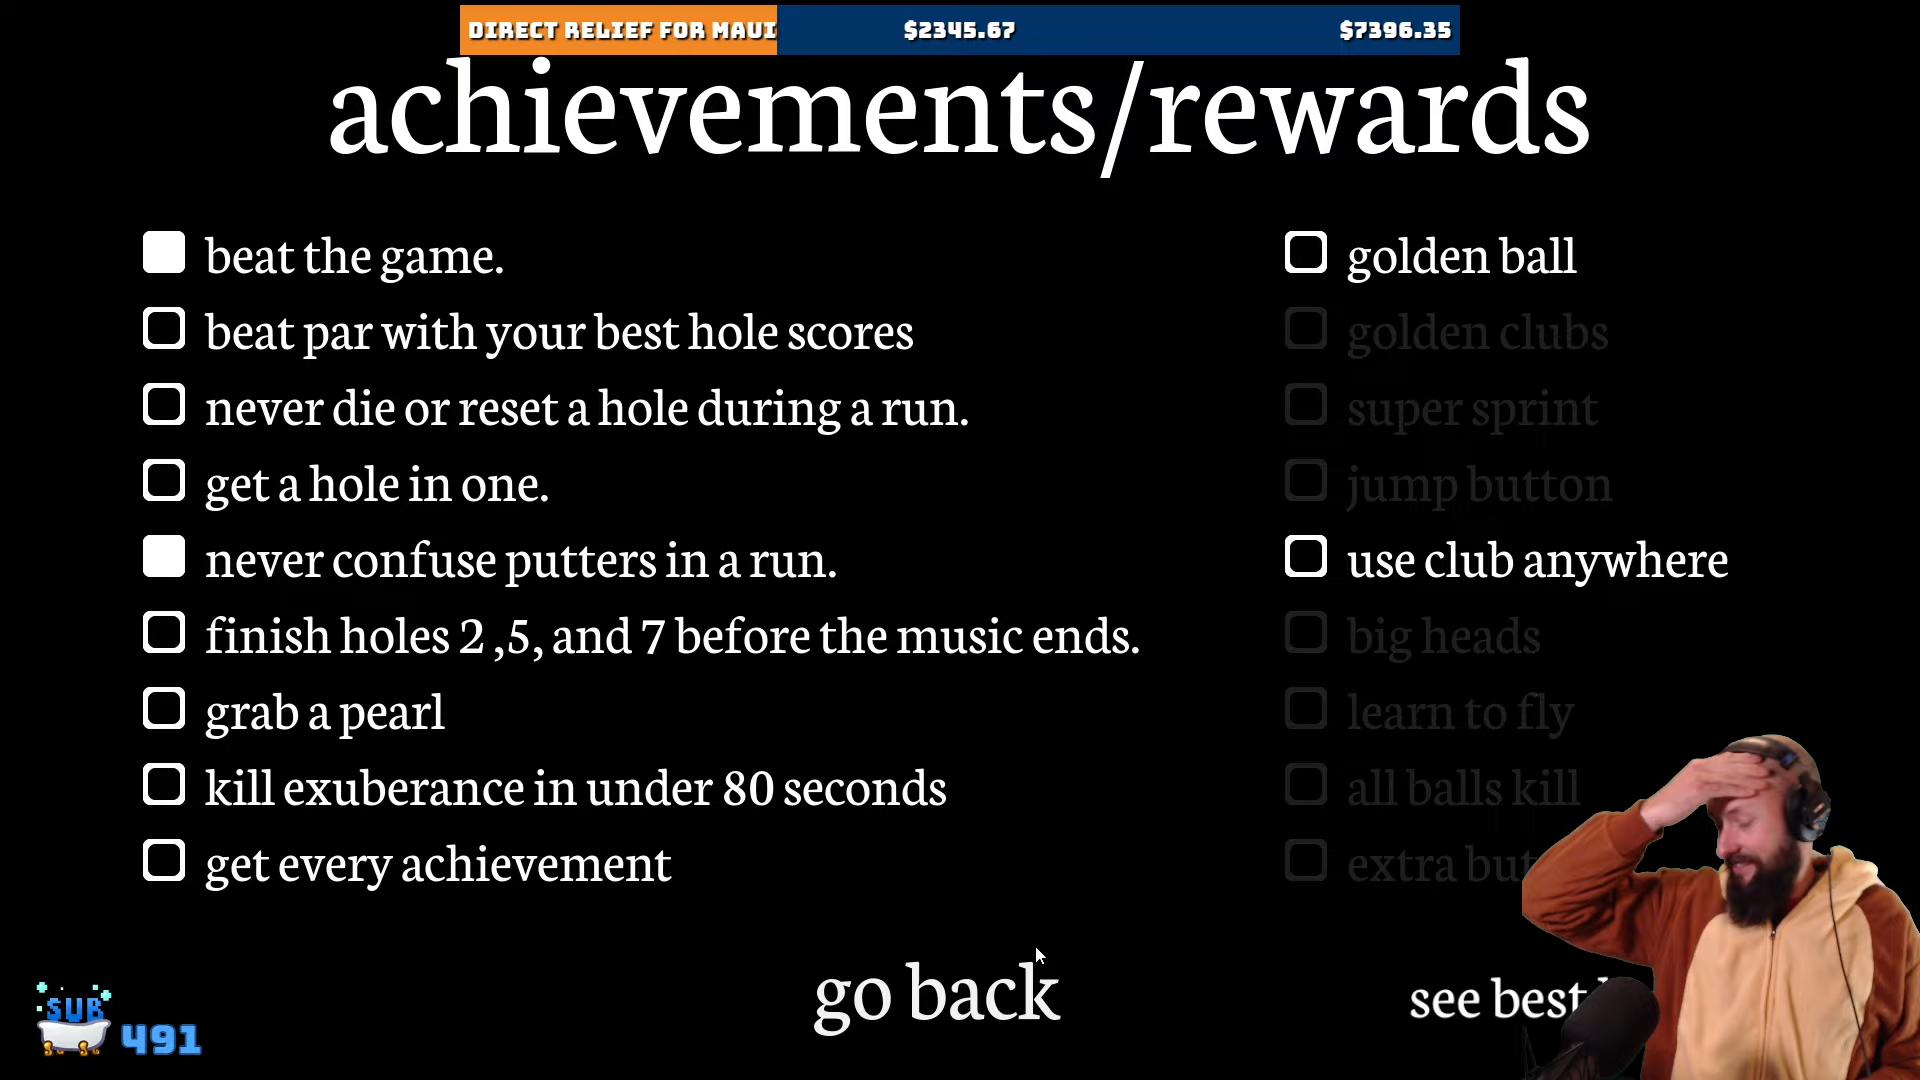 DIRECT RELIEF FOR MAUI $2345.67 $7396.35
achievements/rewards
beat the game.
beat par with your best hole scores
never die or reset a hole during a run.
get a hole in one.
never confuse putters in a run.
finish holes 2 ,5, and 7 before the music ends.
grab a pearl
kill exuberance in under 80 seconds
get every achievement
golden ball
golden clubs
super sprint
jump button
use club anywhere
big heads
learn to fly
all balls kill
extra
go back
see best
SUB 491